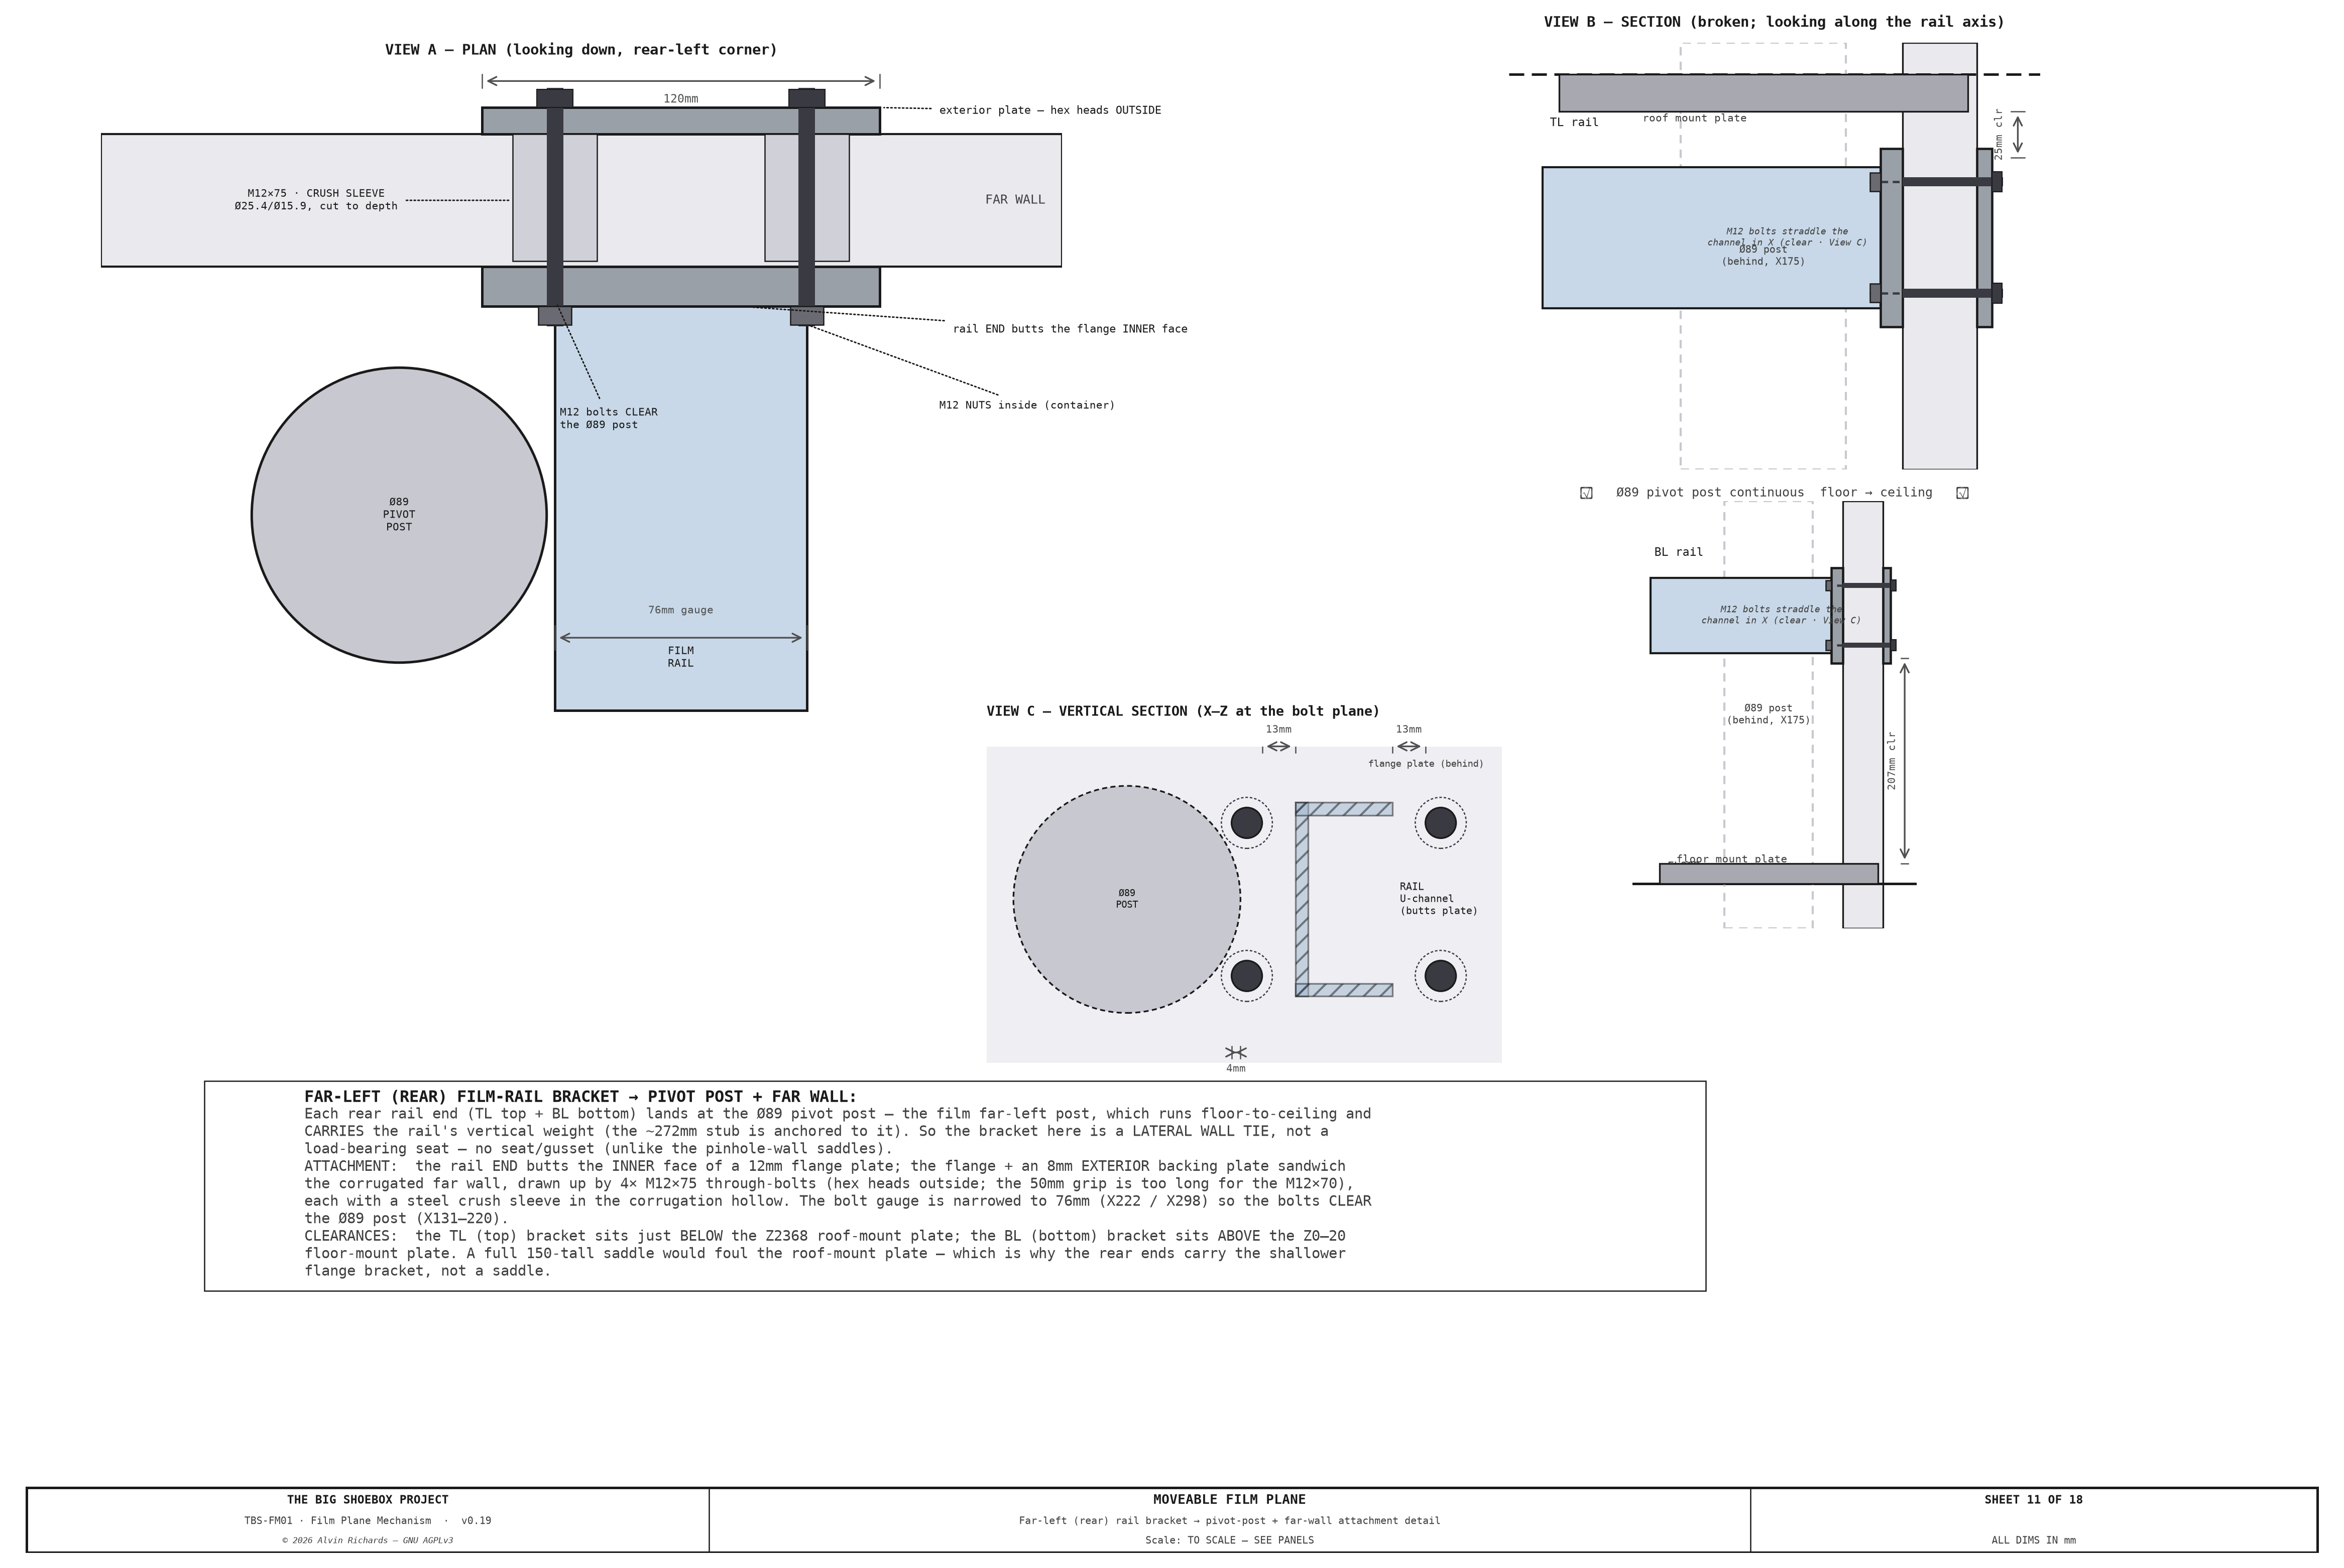 VIEW A — PLAN (looking down, rear-left corner)
120mm
exterior plate — hex heads OUTSIDE
M12×75 · CRUSH SLEEVE
Ø25.4/Ø15.9, cut to depth
FAR WALL
rail END butts the flange INNER face
M12 NUTS inside (container)
M12 bolts CLEAR
the Ø89 post
Ø89
PIVOT
POST
76mm gauge
FILM
RAIL
VIEW B — SECTION (broken; looking along the rail axis)
TL rail
roof mount plate
25mm clr
M12 bolts straddle the
channel in X (clear · View C)
Ø89 post
(behind, X175)
Ø89 pivot post continuous floor → ceiling
BL rail
M12 bolts straddle the
channel in X (clear · View C)
Ø89 post
(behind, X175)
207mm clr
floor mount plate
VIEW C — VERTICAL SECTION (X–Z at the bolt plane)
13mm
13mm
flange plate (behind)
Ø89
POST
RAIL
U-channel
(butts plate)
4mm
FAR-LEFT (REAR) FILM-RAIL BRACKET → PIVOT POST + FAR WALL:
Each rear rail end (TL top + BL bottom) lands at the Ø89 pivot post — the film far-left post, which runs floor-to-ceiling and
CARRIES the rail's vertical weight (the ~272mm stub is anchored to it). So the bracket here is a LATERAL WALL TIE, not a
load-bearing seat — no seat/gusset (unlike the pinhole-wall saddles).
ATTACHMENT: the rail END butts the INNER face of a 12mm flange plate; the flange + an 8mm EXTERIOR backing plate sandwich
the corrugated far wall, drawn up by 4× M12×75 through-bolts (hex heads outside; the 50mm grip is too long for the M12×70),
each with a steel crush sleeve in the corrugation hollow. The bolt gauge is narrowed to 76mm (X222 / X298) so the bolts CLEAR
the Ø89 post (X131–220).
CLEARANCES: the TL (top) bracket sits just BELOW the Z2368 roof-mount plate; the BL (bottom) bracket sits ABOVE the Z0–20
floor-mount plate. A full 150-tall saddle would foul the roof-mount plate — which is why the rear ends carry the shallower
flange bracket, not a saddle.
THE BIG SHOEBOX PROJECT
TBS-FM01 · Film Plane Mechanism · v0.19
© 2026 Alvin Richards — GNU AGPLv3
MOVEABLE FILM PLANE
Far-left (rear) rail bracket → pivot-post + far-wall attachment detail
Scale: TO SCALE — SEE PANELS
SHEET 11 OF 18
ALL DIMS IN mm